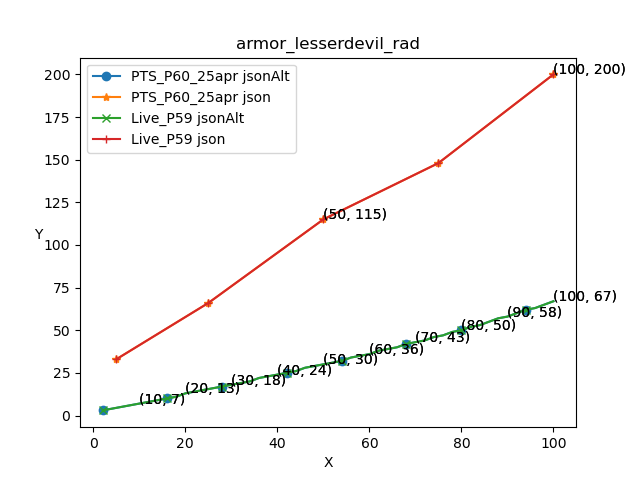 armor_lesserdevil_rad
PTS_P60_25apr jsonAlt
PTS_P60_25apr json
Live_P59 jsonAlt
Live_P59 json
(100, 200)
(50, 115)
(100, 67)
(90, 58)
(80, 50)
(70, 43)
(60, 36)
(50, 30)
(40, 24)
(30, 18)
(20, 13)
(10, 7)
Y
200
175
150
125
100
75
50
25
0
0 20 40 60 80 100
X